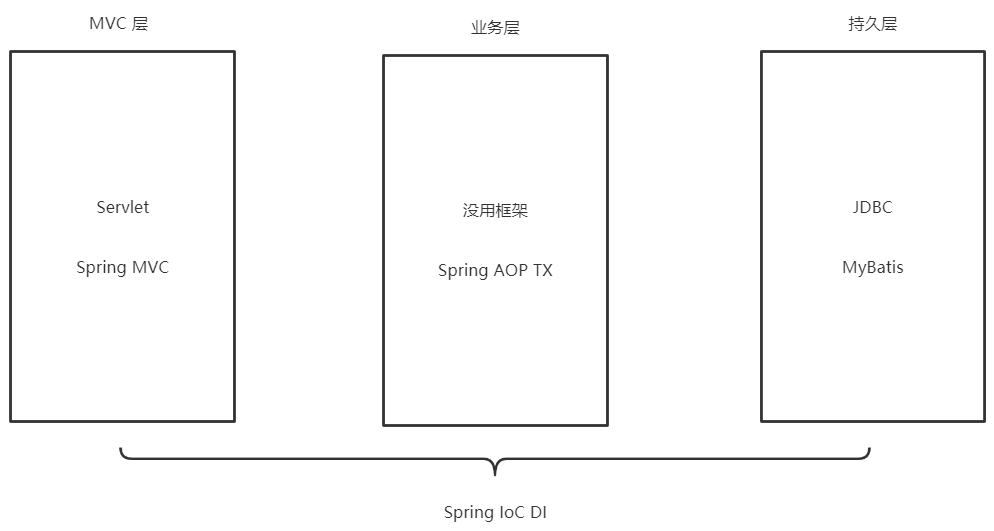 MVC 层
业务层
持久层
Servlet
Spring MVC
没用框架
Spring AOP TX
JDBC
MyBatis
Spring IoC DI